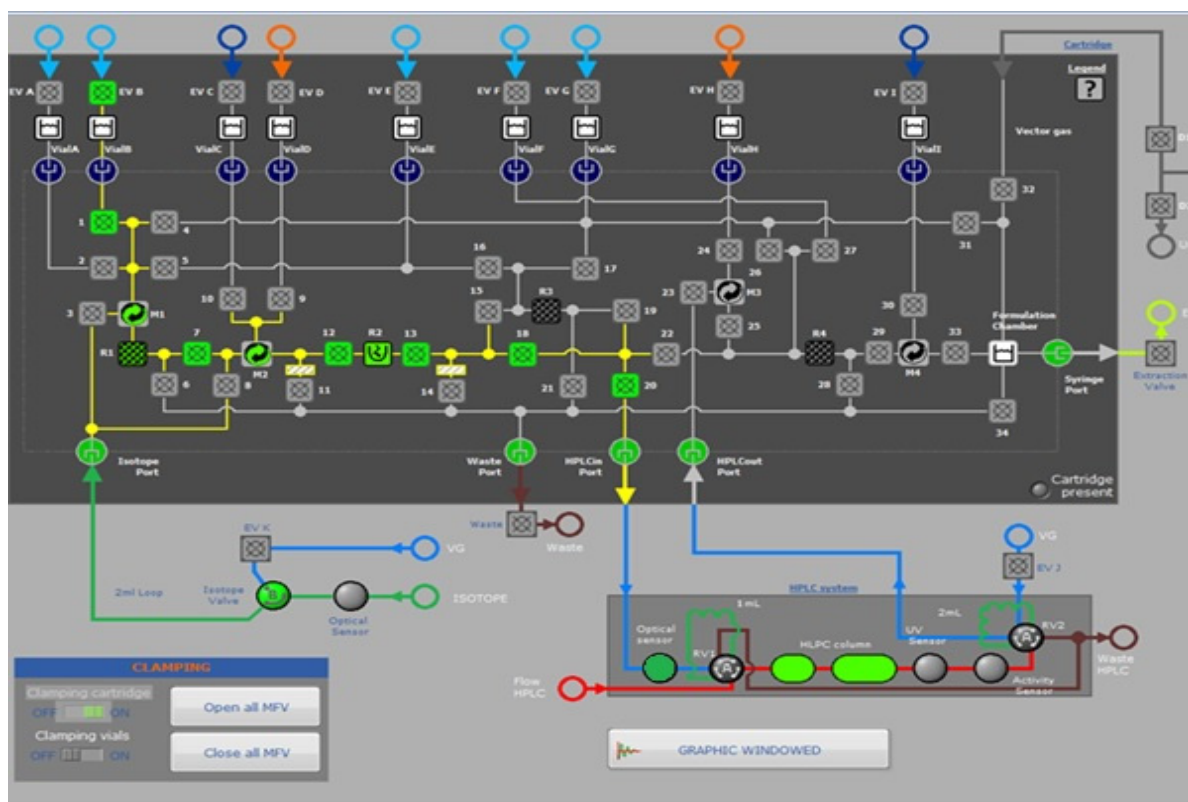 Cartridge
Legend
?
EV A
EV B
EV C
EV D
EV E
EV F
EV G
EV H
EV I
VialA
VialB
VialC
VialD
VialE
VialF
VialG
VialH
VialI
Vector gas
32
1
4
31
2
5
16
17
24
26
27
10
9
15
R3
19
23
M3
30
3
M1
25
Formulation
Chamber
R1
7
M2
12
R2
13
18
22
R4
29
M4
33
6
8
11
14
21
20
28
34
Syringe
Port
Extraction
Valve
Isotope
Port
Waste
Port
HPLCin
Port
HPLCout
Port
Cartridge
present
EV K
VG
Waste
Waste
VG
EV J
2ml Loop
Isotope
Valve
B
ISOTOPE
Optical
Sensor
HPLC system
1mL
2mL
Optical
sensor
RV1
A
HLPC column
UV
Sensor
Activity
Sensor
RV2
A
Waste
HPLC
Flow
HPLC
CLAMPING
Clamping cartridge
OFF
ON
Open all MFV
Clamping vials
OFF
ON
Close all MFV
GRAPHIC WINDOWED